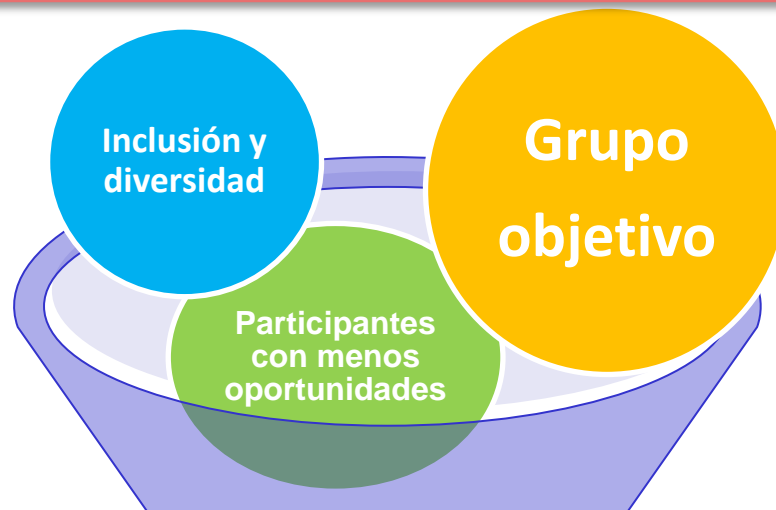 Inclusión y
diversidad
Grupo
objetivo
Participantes
con menos
oportunidades